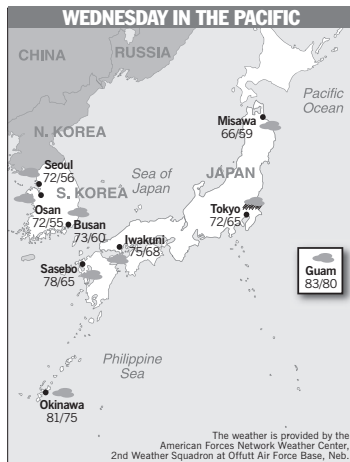 WEDNESDAY IN THE PACIFIC
CHINA
RUSSIA
Pacific
Ocean
N. KOREA
Misawa
66/59
Seoul
72/56
Sea of
Japan
JAPAN
S. KOREA
Osan
72/55
Busan
73/60
Tokyo
72/65
Iwakuni
75/68
Sasebo
78/65
Guam
83/80
Philippine
Sea
Okinawa
81/75
The weather is provided by the
American Forces Network Weather Center,
2nd Weather Squadron at Offutt Air Force Base, Neb.